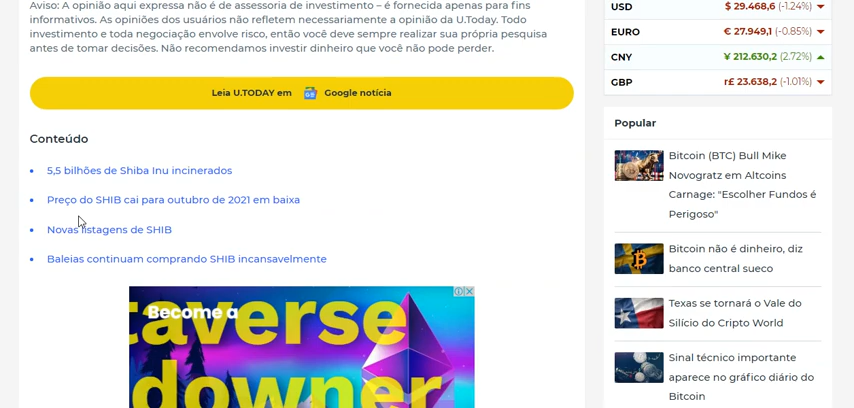 Aviso: A opinião aqui expressa não é de assessoria de investimento – é fornecida apenas para fins
informativos. As opiniões dos usuários não refletem necessariamente a opinião da U.Today. Todo
investimento e toda negociação envolve risco, então você deve sempre realizar sua própria pesquisa
antes de tomar decisões. Não recomendamos investir dinheiro que você não pode perder.
Leia U.TODAY em Google notícia
Conteúdo
5,5 bilhões de Shiba Inu incinerados
Preço do SHIB cai para outubro de 2021 em baixa
Novas listagens de SHIB
Baleias continuam comprando SHIB incansavelmente
Become a
taverse
downer
USD $ 29.468,6 (-1.24%)
EURO € 27.949,1 (-0.85%)
CNY ¥ 212.630,2 (2.72%)
GBP r£ 23.638,2 (-1.01%)
Popular
Bitcoin (BTC) Bull Mike
Novogratz em Altcoins
Carnage: "Escolher Fundos é
Perigoso"
Bitcoin não é dinheiro, diz
banco central sueco
Texas se tornará o Vale do
Silício do Cripto World
Sinal técnico importante
aparece no gráfico diário do
Bitcoin